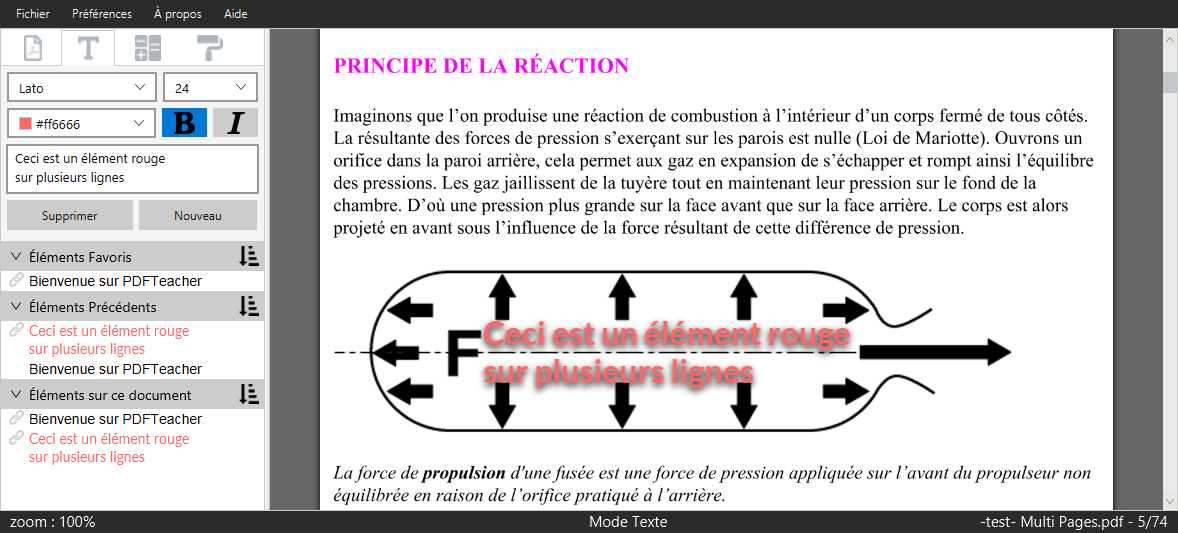 Fichier Préférences À propos Aide
T
Lato 24
#ff6666 B I
Ceci est un élément rouge
sur plusieurs lignes
Supprimer Nouveau
Éléments Favoris
Bienvenue sur PDFTeacher
Éléments Précédents
Ceci est un élément rouge
sur plusieurs lignes
Bienvenue sur PDFTeacher
Éléments sur ce document
Bienvenue sur PDFTeacher
Ceci est un élément rouge
sur plusieurs lignes
PRINCIPE DE LA RÉACTION
Imaginons que l’on produise une réaction de combustion à l’intérieur d’un corps fermé de tous côtés.
La résultante des forces de pression s’exerçant sur les parois est nulle (Loi de Mariotte). Ouvrons un
orifice dans la paroi arrière, cela permet aux gaz en expansion de s’échapper et rompt ainsi l’équilibre
des pressions. Les gaz jaillissent de la tuyère tout en maintenant leur pression sur le fond de la
chambre. D’où une pression plus grande sur la face avant que sur la face arrière. Le corps est alors
projeté en avant sous l’influence de la force résultant de cette différence de pression.
F
Ceci est un élément rouge
sur plusieurs lignes
La force de propulsion d'une fusée est une force de pression appliquée sur l’avant du propulseur non
équilibrée en raison de l’orifice pratiqué à l’arrière.
zoom : 100% Mode Texte -test- Multi Pages.pdf - 5/74